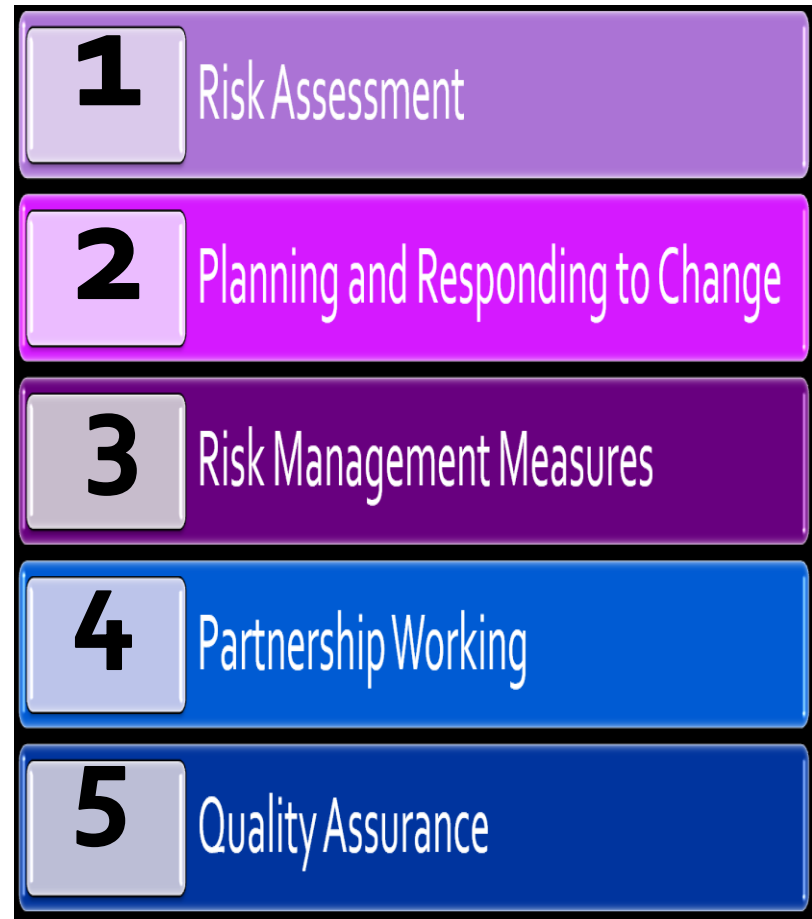 1 Risk Assessment
2 Planning and Responding to Change
3 Risk Management Measures
4 Partnership Working
5 Quality Assurance